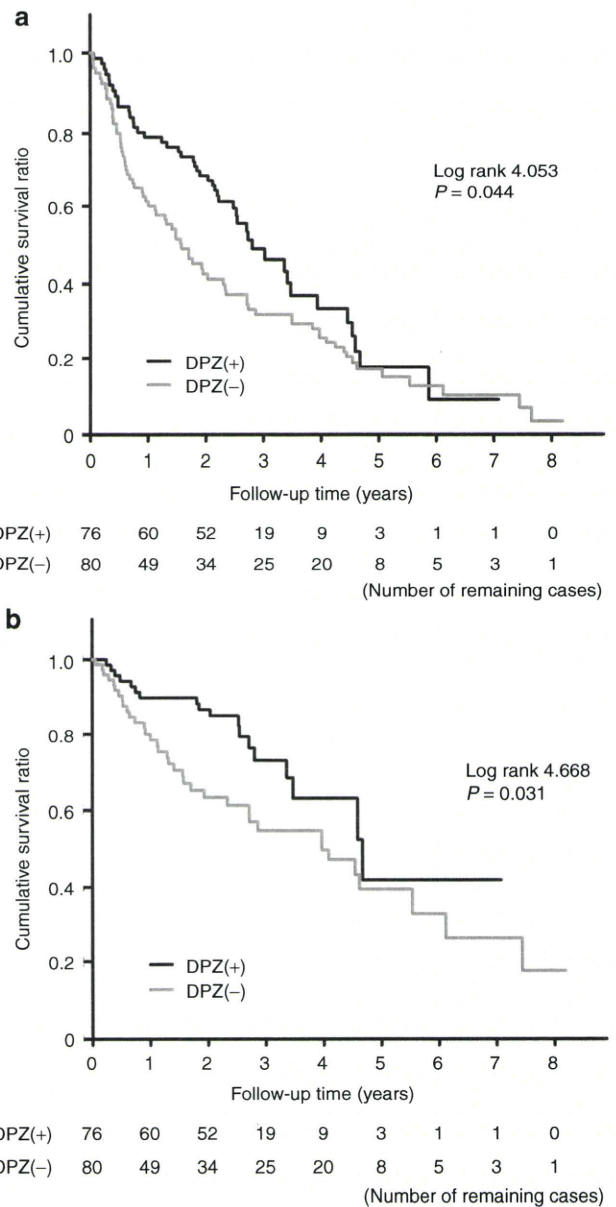 a
1.0
0.8
0.6
0.4
0.2
0
Cumulative survival ratio
Log rank 4.053
P = 0.044
DPZ(+)
DPZ(−)
0 1 2 3 4 5 6 7 8
Follow-up time (years)
DPZ(+) 76 60 52 19 9 3 1 1 0
DPZ(−) 80 49 34 25 20 8 5 3 1
(Number of remaining cases)
b
1.0
0.8
0.6
0.4
0.2
0
Cumulative survival ratio
Log rank 4.668
P = 0.031
DPZ(+)
DPZ(−)
0 1 2 3 4 5 6 7 8
Follow-up time (years)
DPZ(+) 76 60 52 19 9 3 1 1 0
DPZ(−) 80 49 34 25 20 8 5 3 1
(Number of remaining cases)